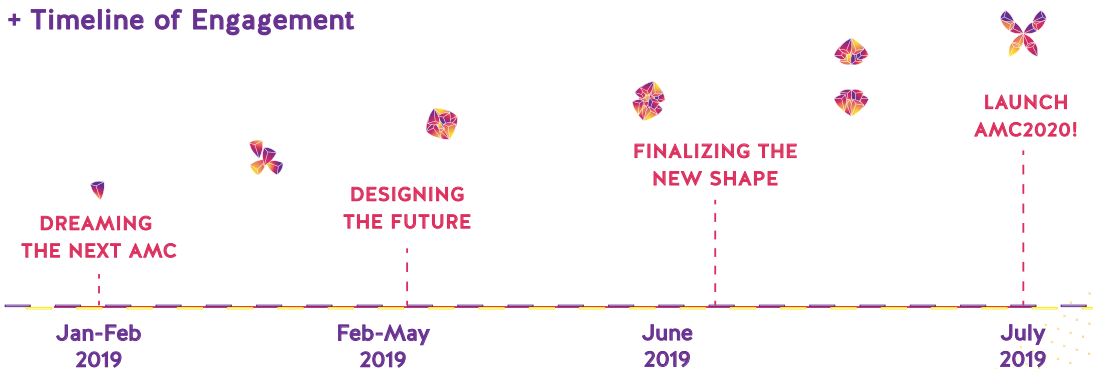 + Timeline of Engagement
DREAMING
THE NEXT AMC
DESIGNING
THE FUTURE
FINALIZING THE
NEW SHAPE
LAUNCH
AMC2020!
Jan-Feb
2019
Feb-May
2019
June
2019
July
2019